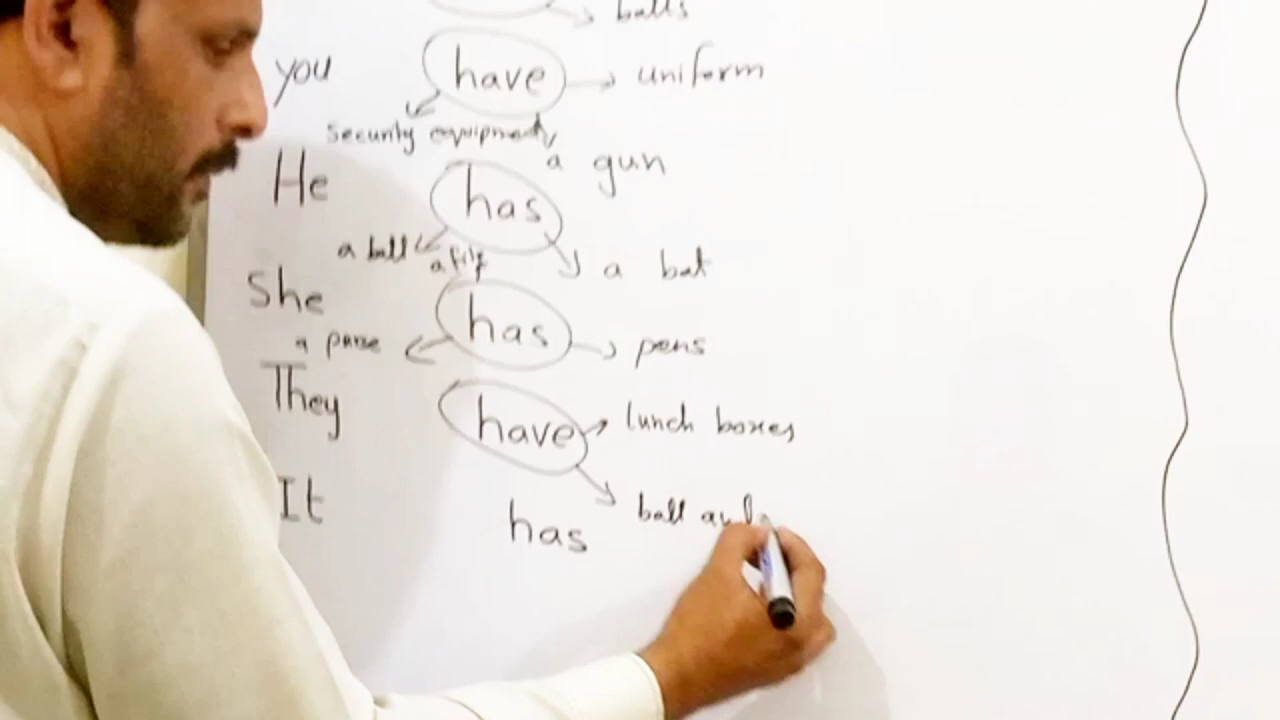 balls
you have uniform
security equipment
a gun
He has
a ball a file
a bat
She has
a purse pens
They have lunch boxes
It has ball and